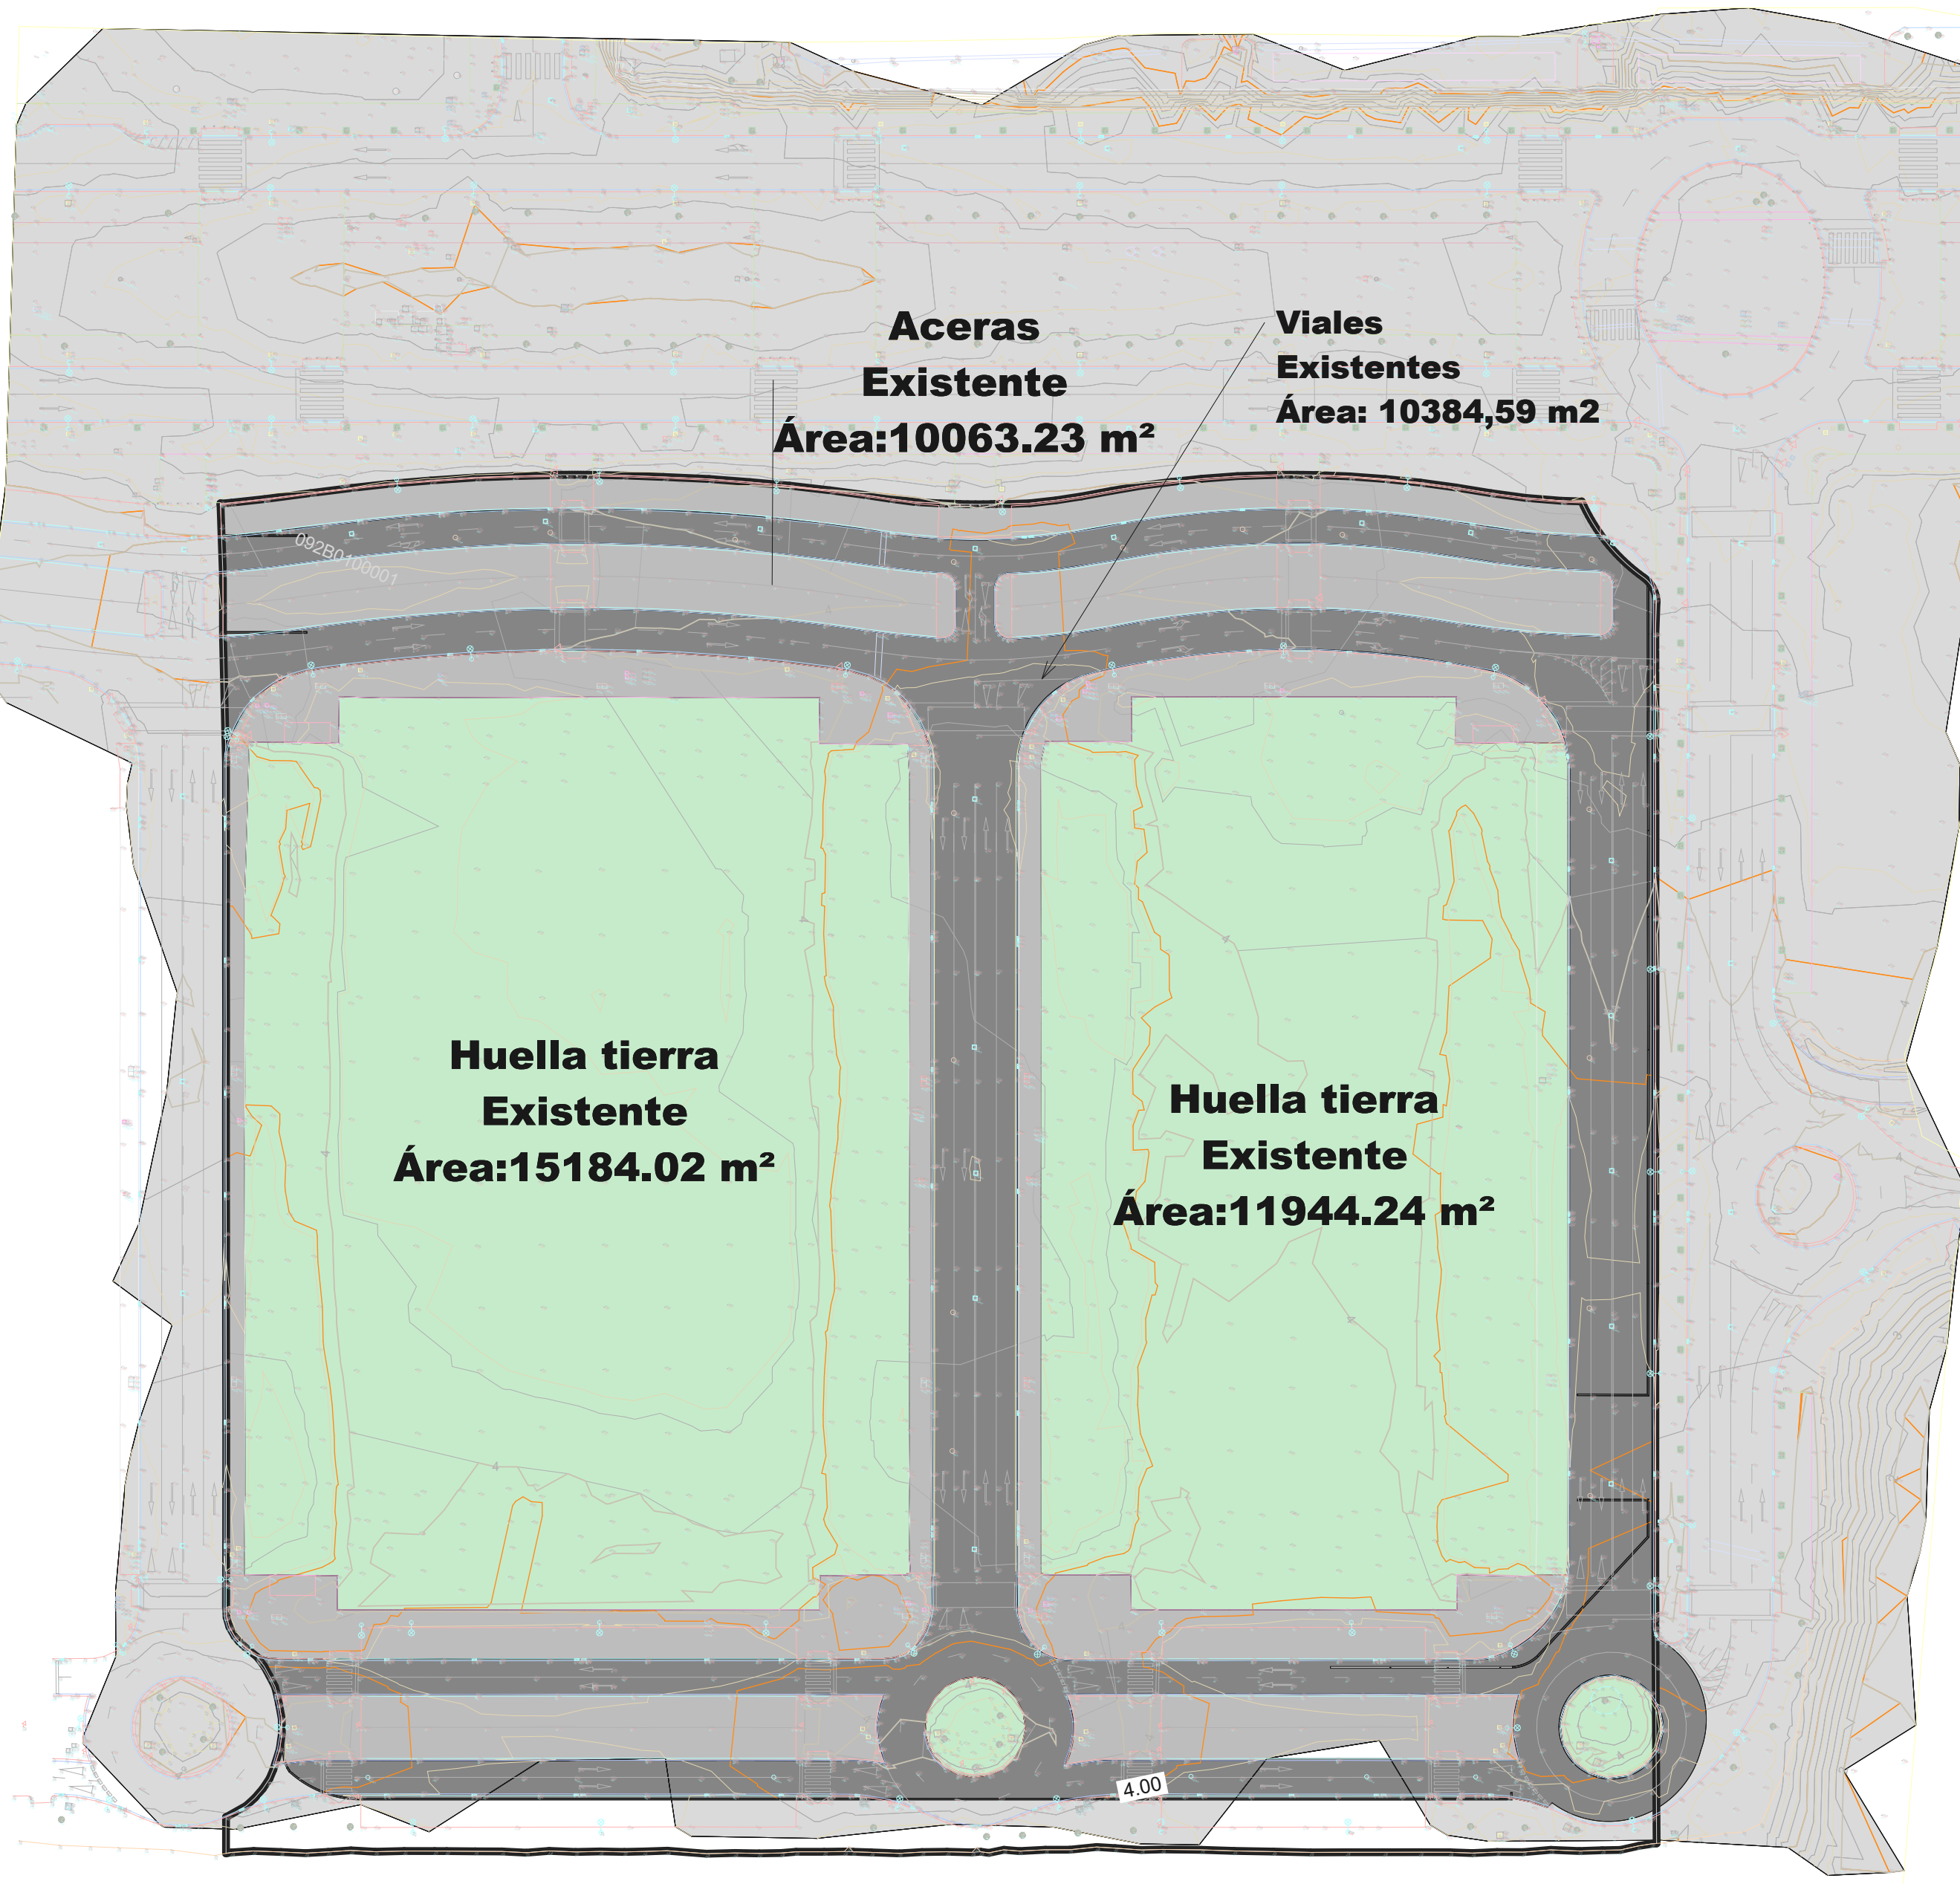 Aceras
Existente
Área:10063.23 m²
Viales
Existentes
Área: 10384,59 m2
092B0100001
Huella tierra
Existente
Área:15184.02 m²
Huella tierra
Existente
Área:11944.24 m²
4
4.00